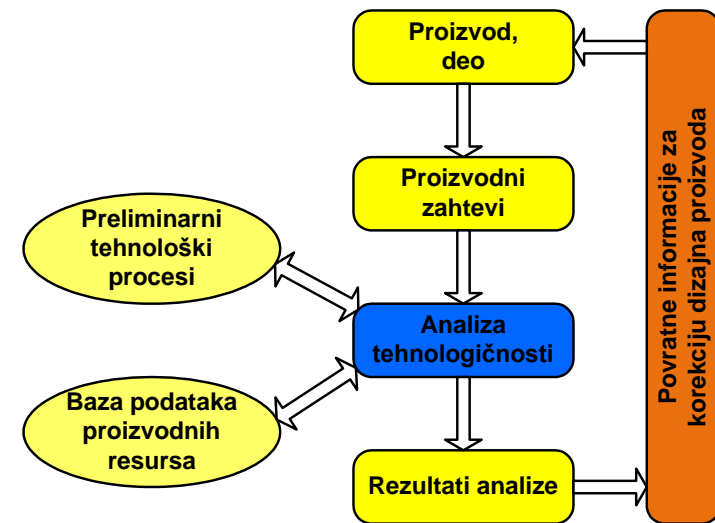 Proizvod,
deo
Proizvodni
zahtevi
Preliminarni
tehnološki
procesi
Analiza
tehnologičnosti
Baza podataka
proizvodnih
resursa
Rezultati analize
Povratne informacije za
korekciju dizajna proizvoda